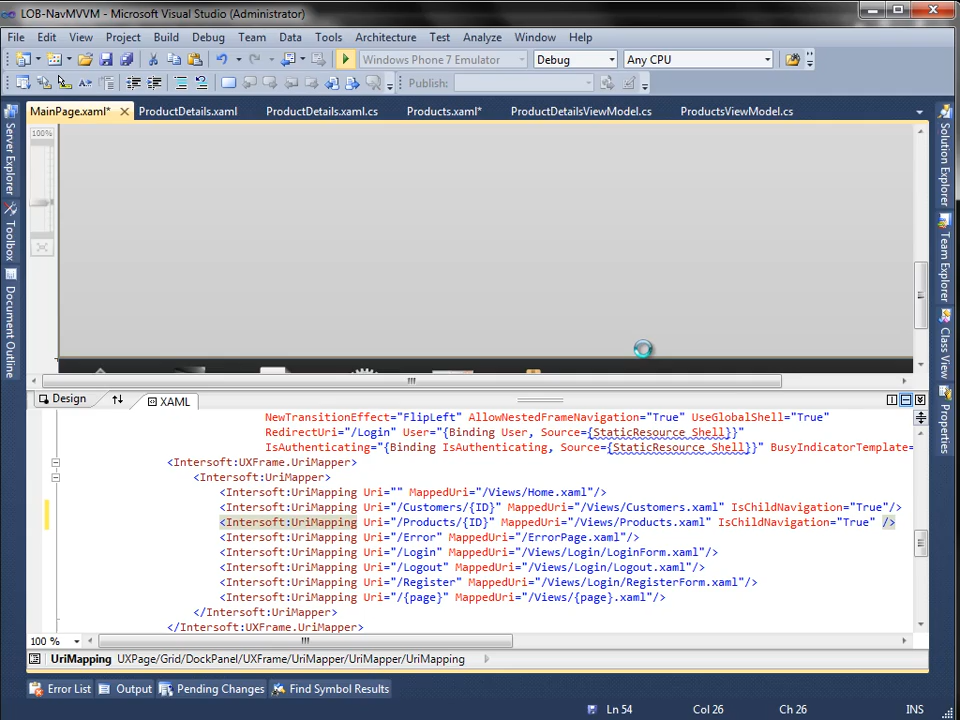 LOB-NavMVVM - Microsoft Visual Studio (Administrator)
File Edit View Project Build Debug Team Data Tools Architecture Test Analyze Window Help
Windows Phone 7 Emulator Debug Any CPU
Publish:
MainPage.xaml* ProductDetails.xaml ProductDetails.xaml.cs Products.xaml* ProductDetailsViewModel.cs ProductsViewModel.cs
Server Explorer
Toolbox
Document Outline
100%
Solution Explorer
Team Explorer
Class View
Properties
Design XAML
NewTransitionEffect="FlipLeft" AllowNestedFrameNavigation="True" UseGlobalShell="True"
RedirectUri="/Login" User="{Binding User, Source={StaticResource Shell}}"
IsAuthenticating="{Binding IsAuthenticating, Source={StaticResource Shell}}" BusyIndicatorTemplate=
<Intersoft:UXFrame.UriMapper>
<Intersoft:UriMapper>
<Intersoft:UriMapping Uri="" MappedUri="/Views/Home.xaml"/>
<Intersoft:UriMapping Uri="/Customers/{ID}" MappedUri="/Views/Customers.xaml" IsChildNavigation="True"/>
<Intersoft:UriMapping Uri="/Products/{ID}" MappedUri="/Views/Products.xaml" IsChildNavigation="True" />
<Intersoft:UriMapping Uri="/Error" MappedUri="/ErrorPage.xaml"/>
<Intersoft:UriMapping Uri="/Login" MappedUri="/Views/Login/LoginForm.xaml"/>
<Intersoft:UriMapping Uri="/Logout" MappedUri="/Views/Login/Logout.xaml"/>
<Intersoft:UriMapping Uri="/Register" MappedUri="/Views/Login/RegisterForm.xaml"/>
<Intersoft:UriMapping Uri="/{page}" MappedUri="/Views/{page}.xaml"/>
</Intersoft:UriMapper>
</Intersoft:UXFrame.UriMapper>
100 %
UriMapping UXPage/Grid/DockPanel/UXFrame/UriMapper/UriMapper/UriMapping
Error List Output Pending Changes Find Symbol Results
Ln 54 Col 26 Ch 26 INS